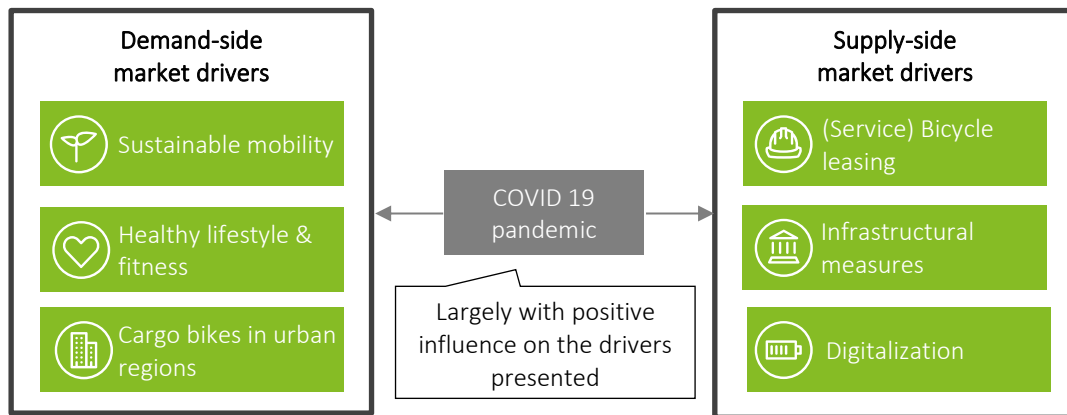 Demand-side
market drivers
Sustainable mobility
Healthy lifestyle &
fitness
Cargo bikes in urban
regions
COVID 19
pandemic
Largely with positive
influence on the drivers
presented
Supply-side
market drivers
(Service) Bicycle
leasing
Infrastructural
measures
Digitalization